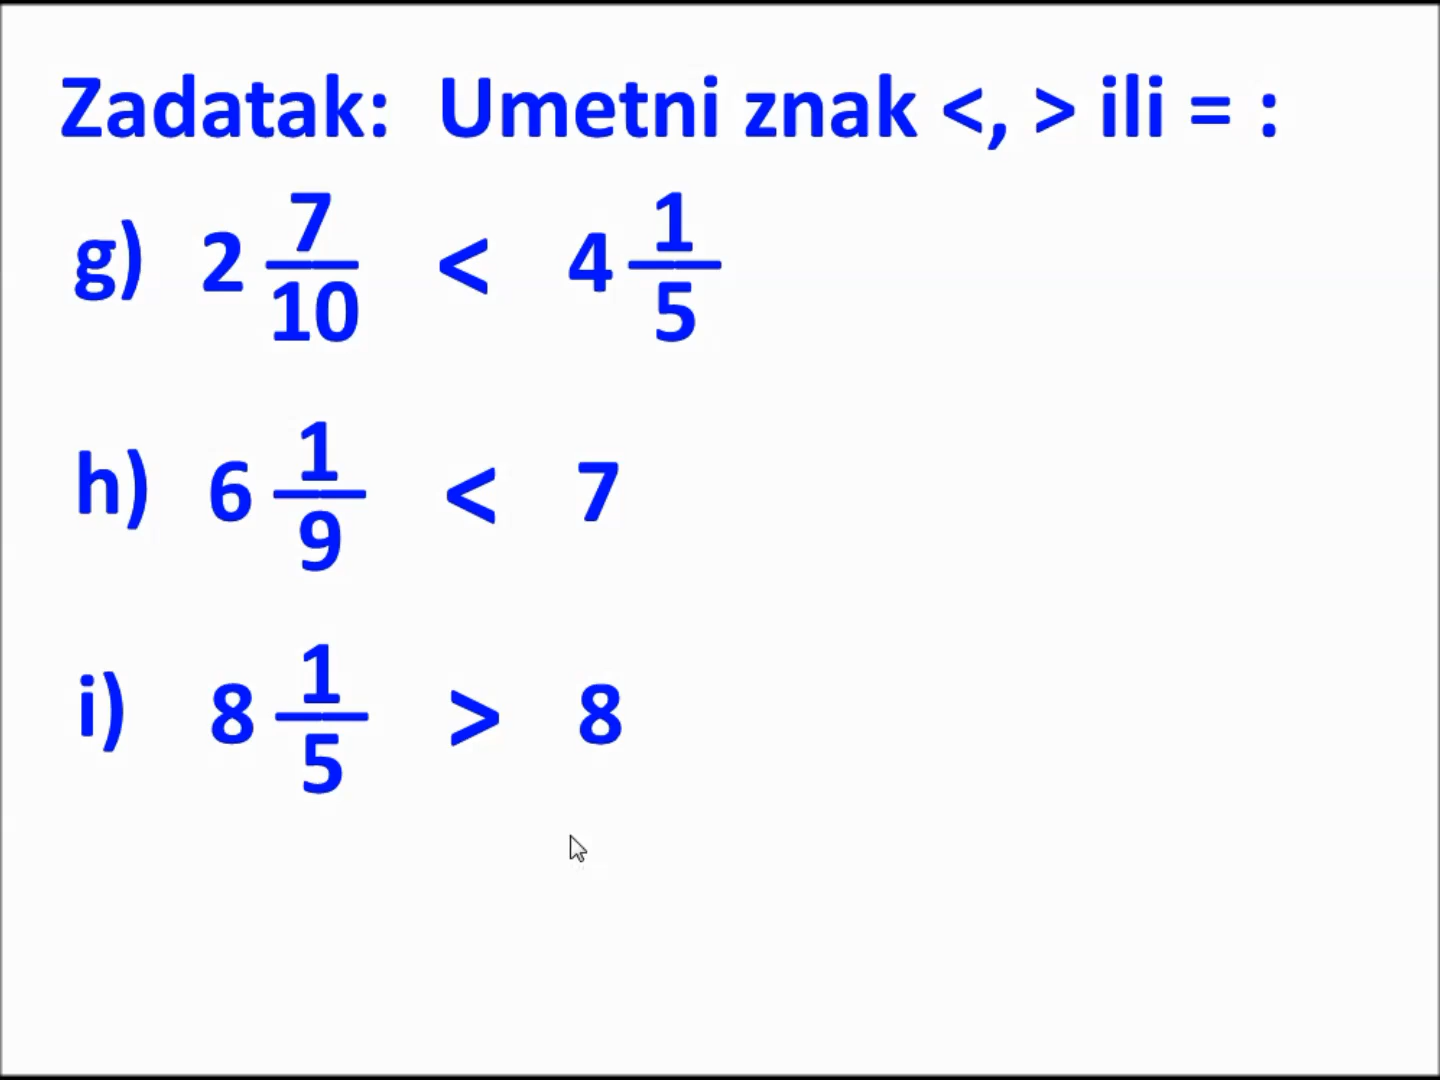 Zadatak: Umetni znak <, > ili = :
g) 2 7/10 < 4 1/5
h) 6 1/9 < 7
i) 8 1/5 > 8